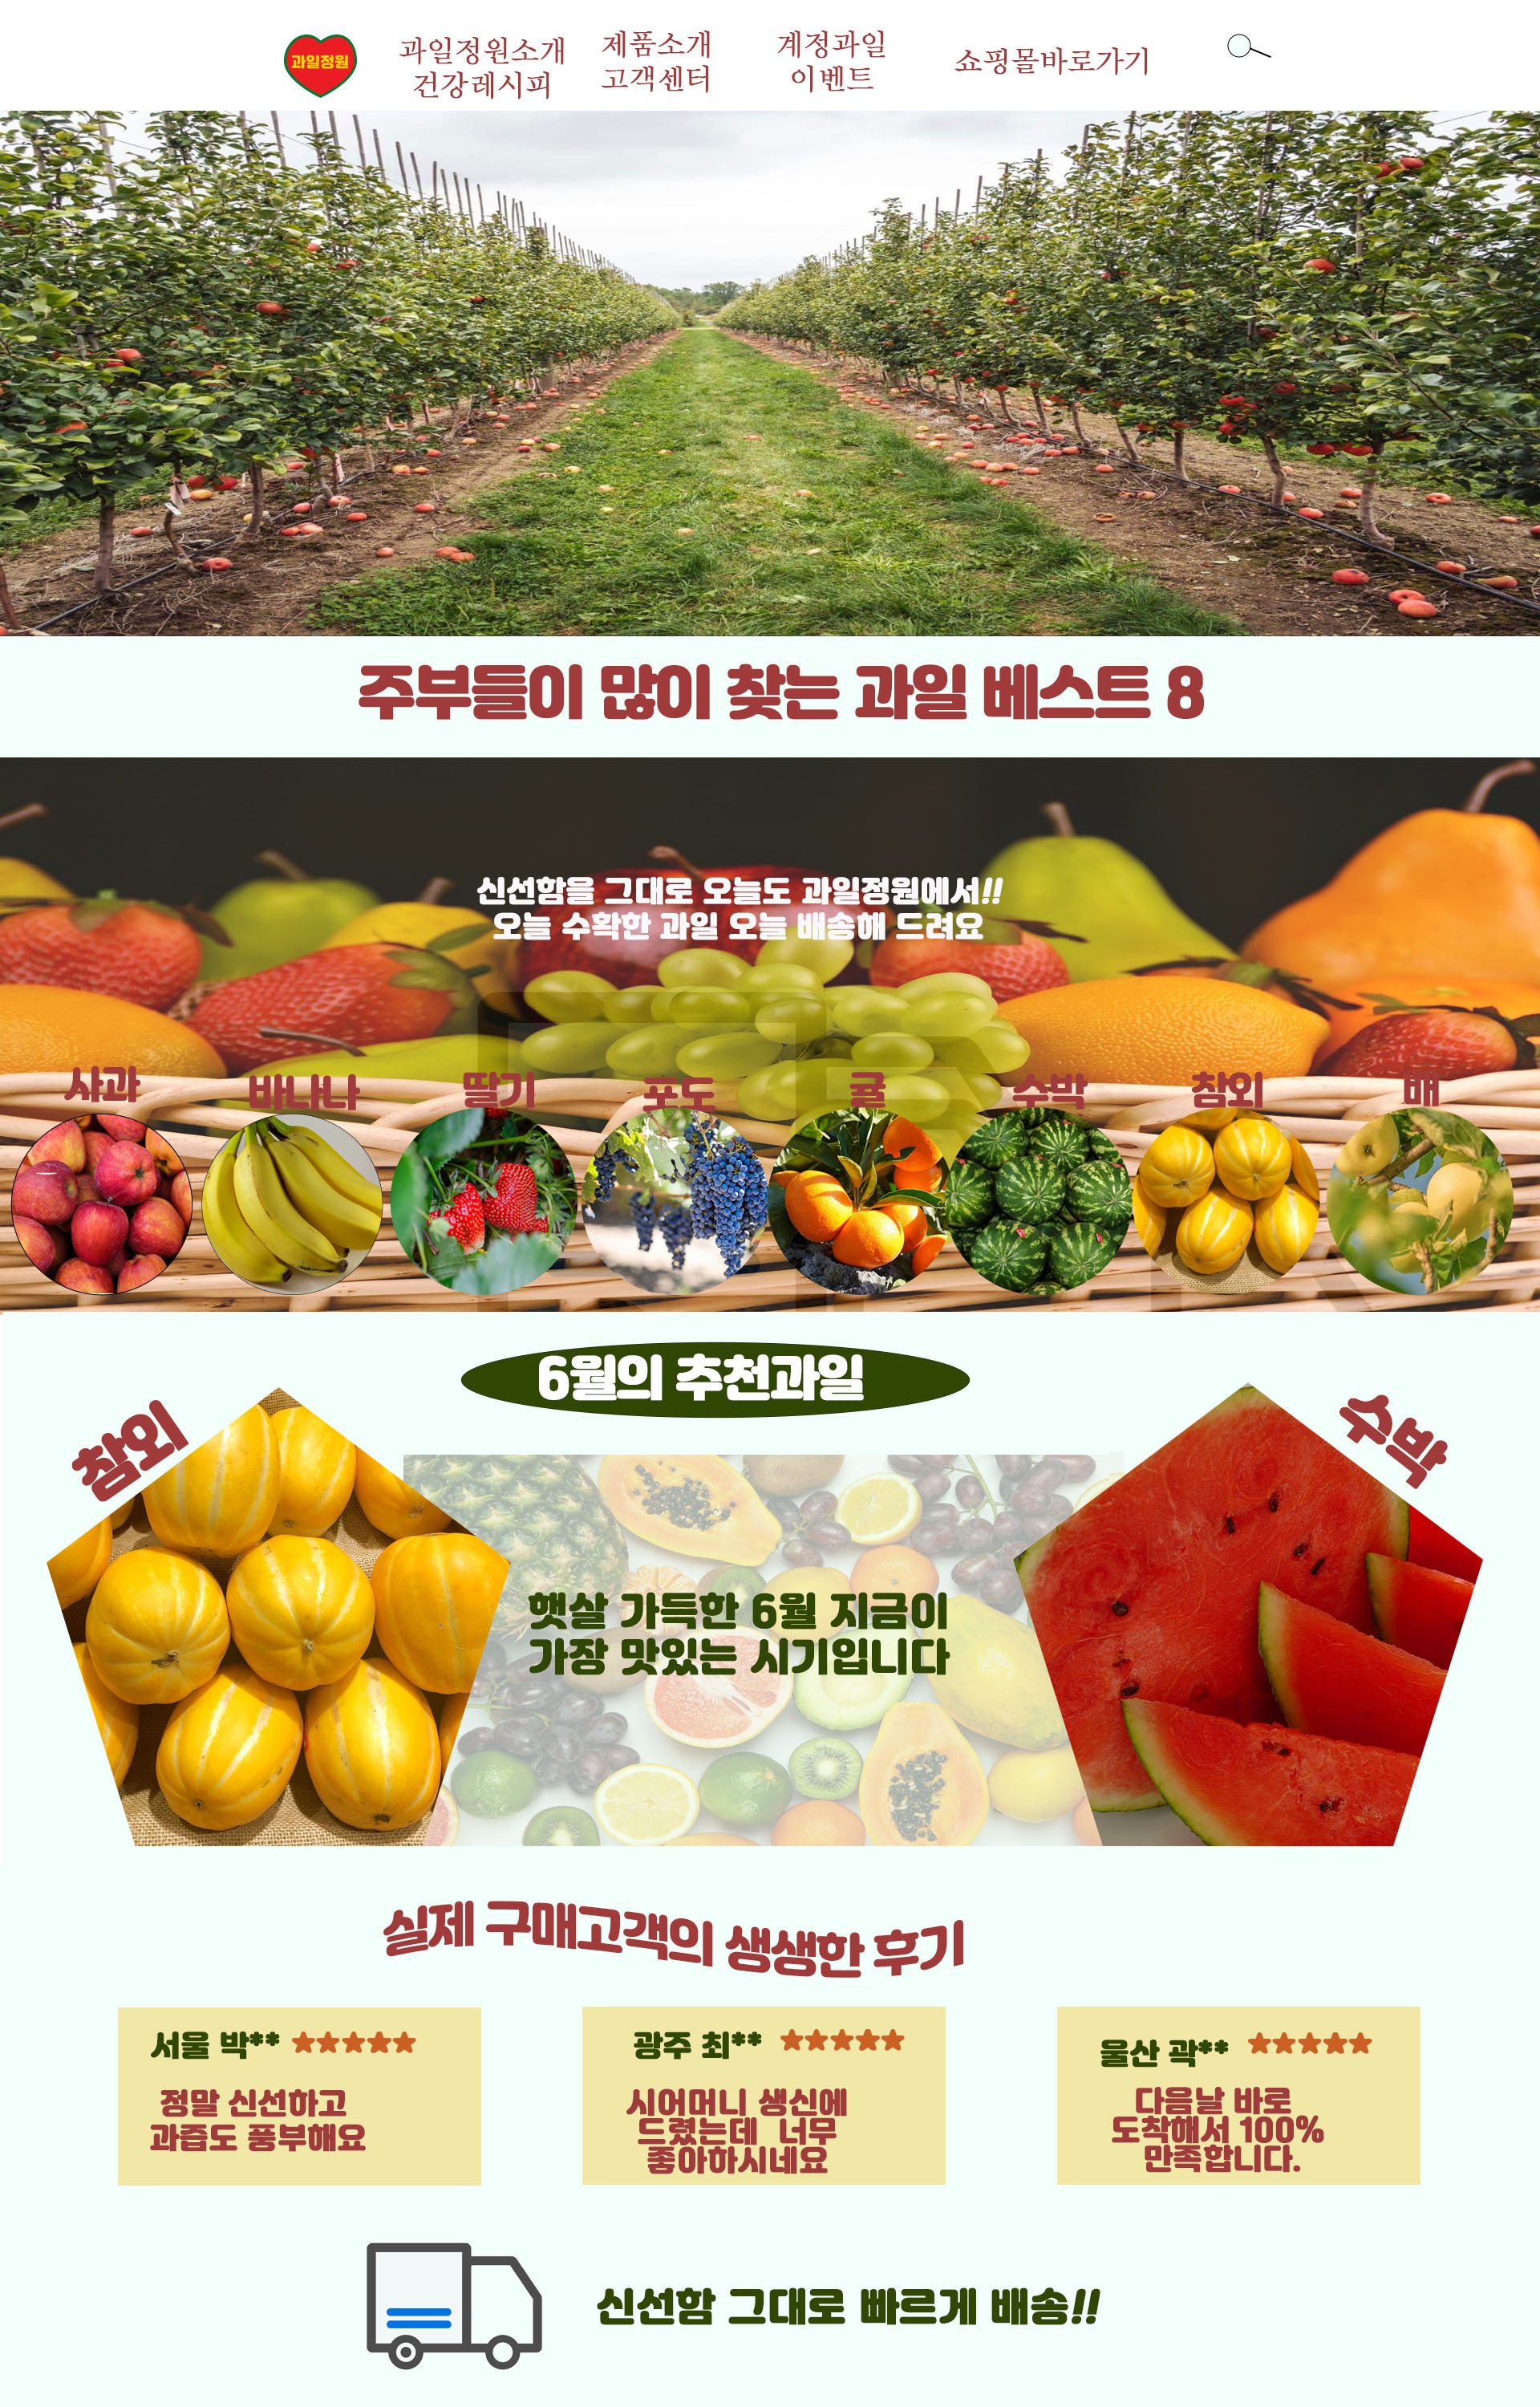 과일정원
과일정원소개
건강레시피
제품소개
고객센터
계정과일
이벤트
쇼핑몰바로가기
주부들이 많이 찾는 과일 베스트 8
신선함을 그대로 오늘도 과일정원에서!!
오늘 수확한 과일 오늘 배송해 드려요
사과
바나나
딸기
포도
귤
수박
참외
배
6월의 추천과일
참외
수박
햇살 가득한 6월 지금이
가장 맛있는 시기입니다
실제 구매고객의 생생한 후기
서울 박** ★★★★★
정말 신선하고
과즙도 풍부해요
광주 최** ★★★★★
시어머니 생신에
드렸는데 너무
좋아하시네요
울산 곽** ★★★★★
다음날 바로
도착해서 100%
만족합니다.
신선함 그대로 빠르게 배송!!